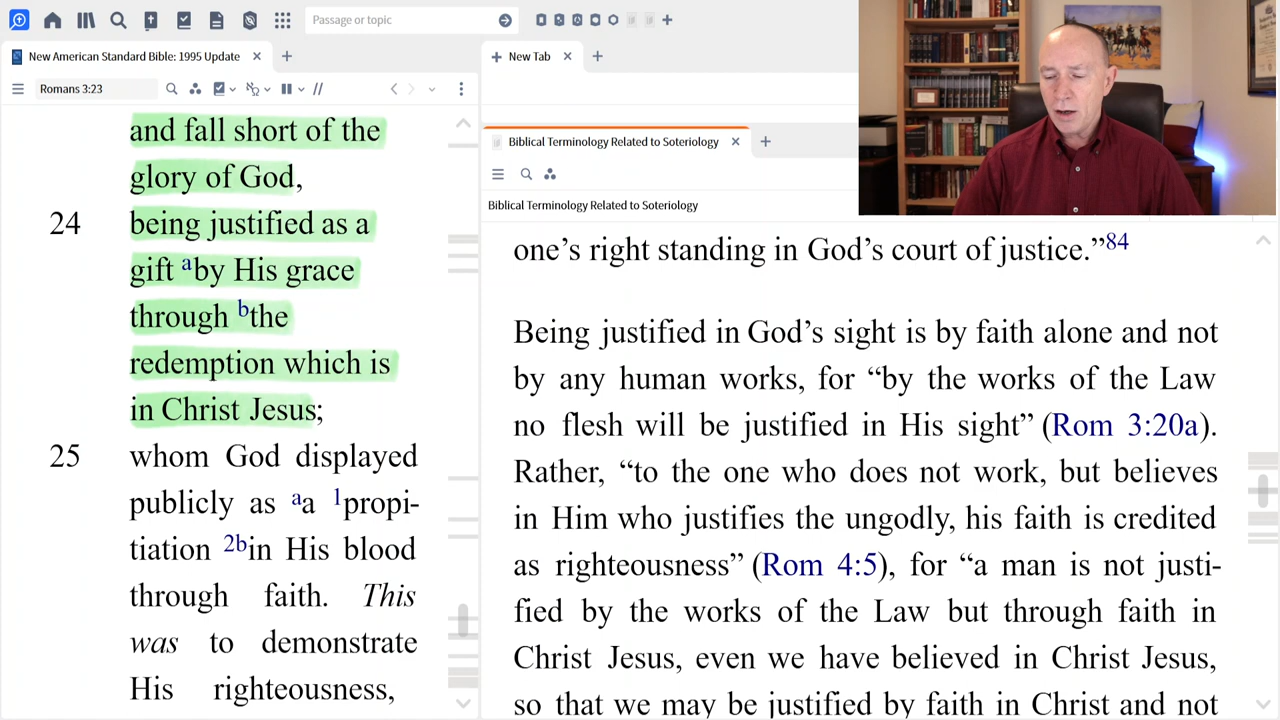 Passage or topic
New American Standard Bible: 1995 Update
New Tab
Romans 3:23
and fall short of the
glory of God,
24 being justified as a
gift ᵃby His grace
through ᵇthe
redemption which is
in Christ Jesus;
25 whom God displayed
publicly as ᵃa ¹propi-
tiation ²ᵇin His blood
through faith. This
was to demonstrate
His righteousness,
Biblical Terminology Related to Soteriology
Biblical Terminology Related to Soteriology
one’s right standing in God’s court of justice.”⁸⁴
Being justified in God’s sight is by faith alone and not
by any human works, for “by the works of the Law
no flesh will be justified in His sight” (Rom 3:20a).
Rather, “to the one who does not work, but believes
in Him who justifies the ungodly, his faith is credited
as righteousness” (Rom 4:5), for “a man is not justi-
fied by the works of the Law but through faith in
Christ Jesus, even we have believed in Christ Jesus,
so that we may be justified by faith in Christ and not